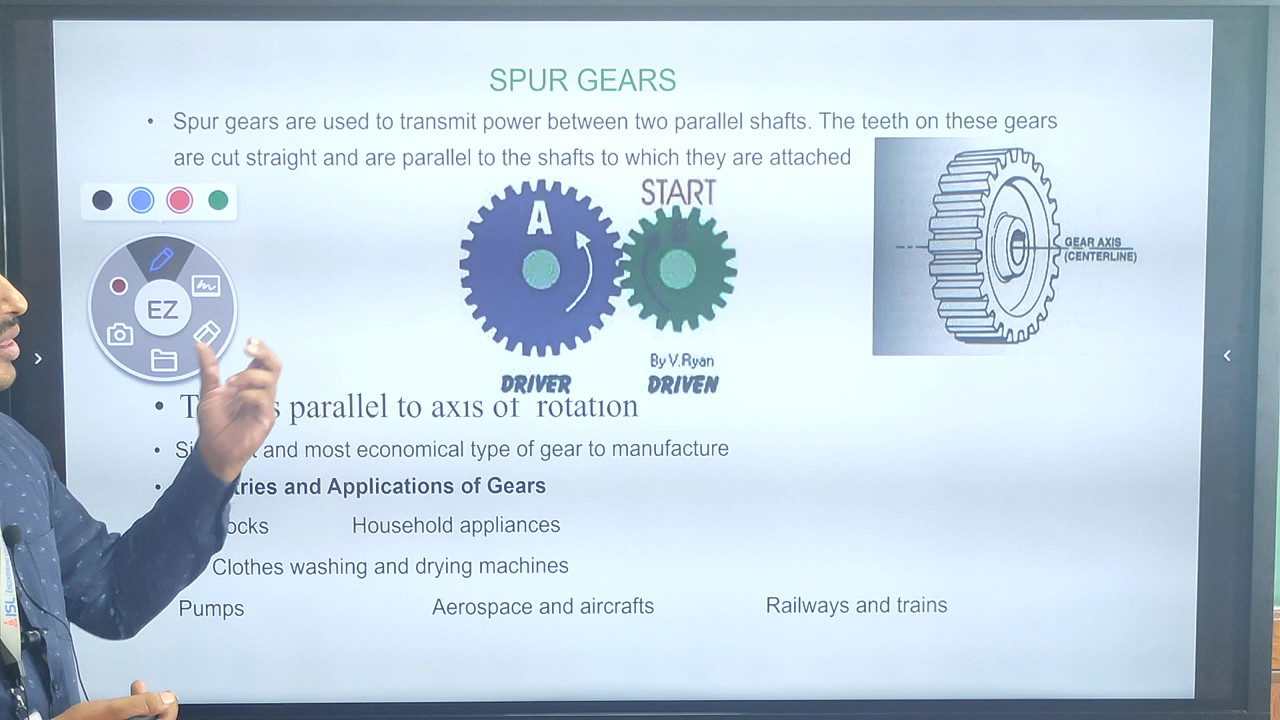 SPUR GEARS
• Spur gears are used to transmit power between two parallel shafts. The teeth on these gears
are cut straight and are parallel to the shafts to which they are attached
START
A
GEAR AXIS
(CENTERLINE)
EZ
By V.Ryan
DRIVER DRIVEN
• parallel to axis of rotation
• and most economical type of gear to manufacture
• and Applications of Gears
Household appliances
Clothes washing and drying machines
Pumps Aerospace and aircrafts Railways and trains
ISL